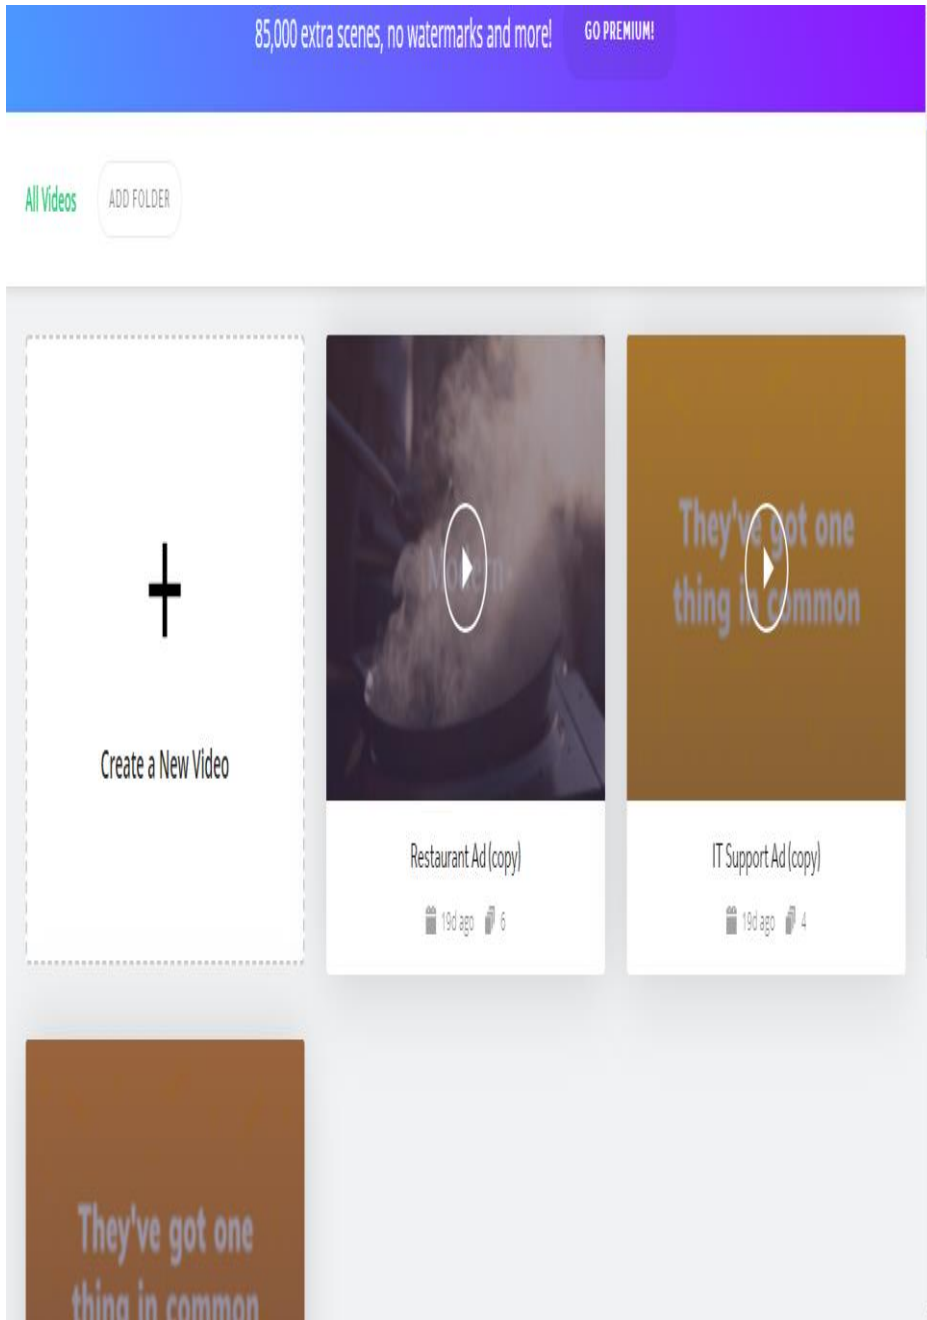 85,000 extra scenes, no watermarks and more! GO PREMIUM!
All Videos ADD FOLDER
Create a New Video
Modern
Restaurant Ad (copy)
19d ago 6
They've got one
thing in common
IT Support Ad (copy)
19d ago 4
They've got one
thing in common